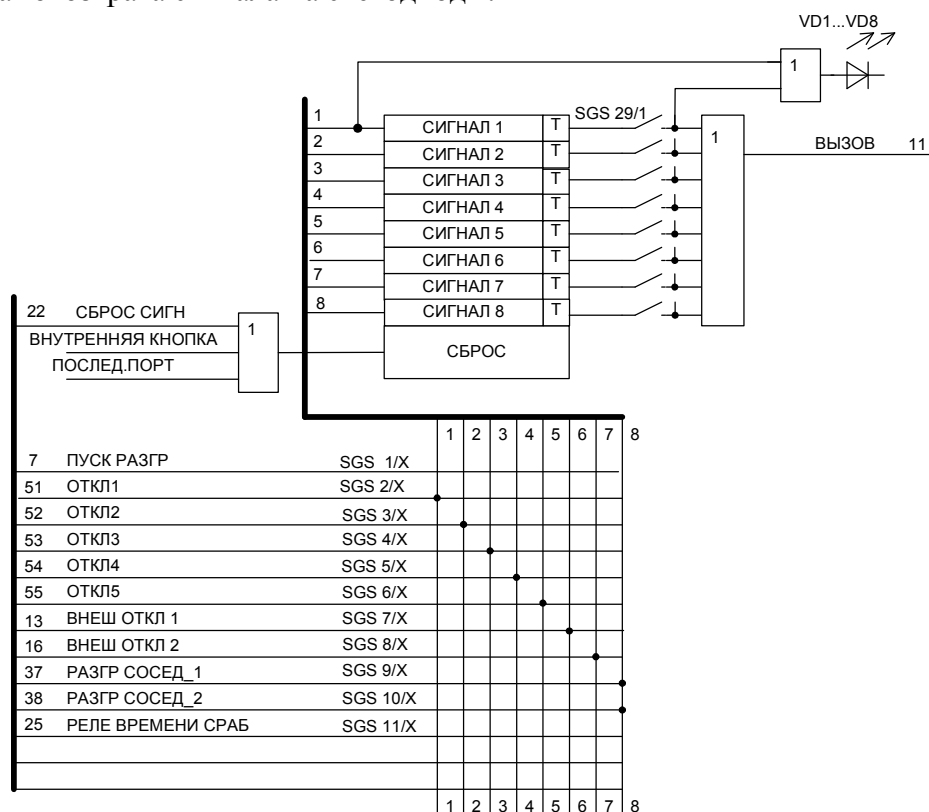 VD1...VD8
1
1
СИГНАЛ 1 T SGS 29/1
1
ВЫЗОВ 11
2
СИГНАЛ 2 T
3
СИГНАЛ 3 T
4
СИГНАЛ 4 T
5
СИГНАЛ 5 T
6
СИГНАЛ 6 T
7
СИГНАЛ 7 T
8
СИГНАЛ 8 T
СБРОС
22 СБРОС СИГН
1
ВНУТРЕННЯЯ КНОПКА
ПОСЛЕД.ПОРТ
1 2 3 4 5 6 7 8
7 ПУСК РАЗГР SGS 1/X
51 ОТКЛ1 SGS 2/X
52 ОТКЛ2 SGS 3/X
53 ОТКЛ3 SGS 4/X
54 ОТКЛ4 SGS 5/X
55 ОТКЛ5 SGS 6/X
13 ВНЕШ ОТКЛ 1 SGS 7/X
16 ВНЕШ ОТКЛ 2 SGS 8/X
37 РАЗГР СОСЕД_1 SGS 9/X
38 РАЗГР СОСЕД_2 SGS 10/X
25 РЕЛЕ ВРЕМЕНИ СРАБ SGS 11/X
1 2 3 4 5 6 7 8